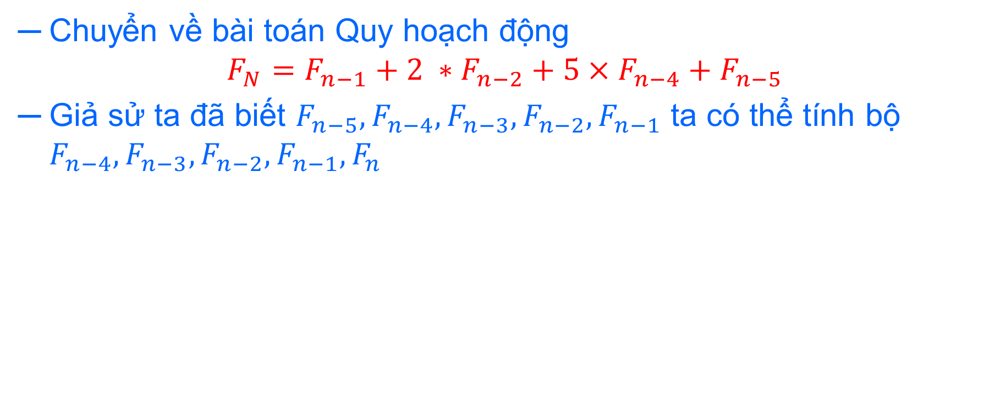 — Chuyển về bài toán Quy hoạch động
F_N = F_{n−1} + 2 * F_{n−2} + 5 × F_{n−4} + F_{n−5}
— Giả sử ta đã biết F_{n−5}, F_{n−4}, F_{n−3}, F_{n−2}, F_{n−1} ta có thể tính bộ
F_{n−4}, F_{n−3}, F_{n−2}, F_{n−1}, F_n